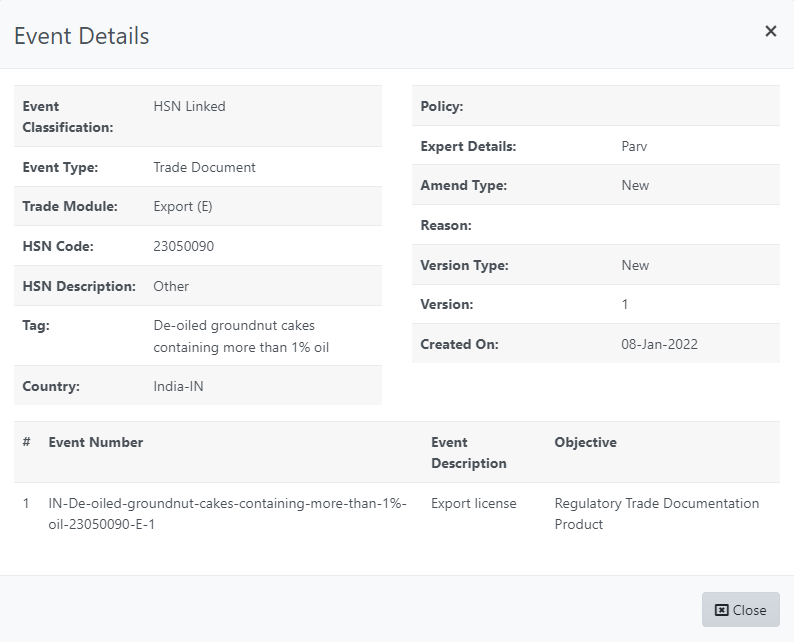 Event Details
×
Event Classification: HSN Linked
Event Type: Trade Document
Trade Module: Export (E)
HSN Code: 23050090
HSN Description: Other
Tag: De-oiled groundnut cakes
containing more than 1% oil
Country: India-IN
Policy:
Expert Details: Parv
Amend Type: New
Reason:
Version Type: New
Version: 1
Created On: 08-Jan-2022
# Event Number Event Description Objective
1 IN-De-oiled-groundnut-cakes-containing-more-than-1%-oil-23050090-E-1 Export license Regulatory Trade Documentation Product
Close